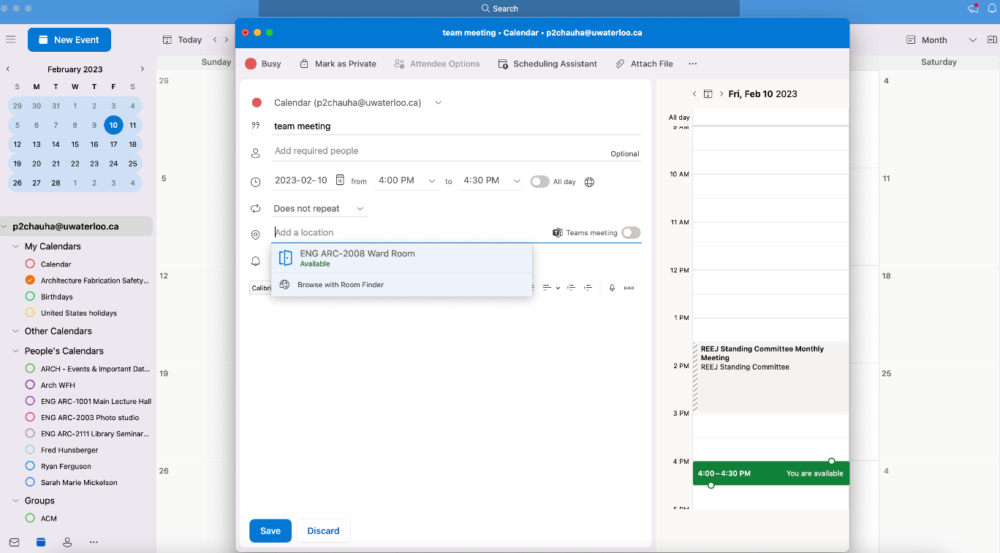 Search
New Event
Today
Month
Sunday
Saturday
February 2023
S M T W T F S
29 30 31 1 2 3 4
5 6 7 8 9 10 11
12 13 14 15 16 17 18
19 20 21 22 23 24 25
26 27 28 1 2 3 4
p2chauha@uwaterloo.ca
My Calendars
Calendar
Architecture Fabrication Safety...
Birthdays
United States holidays
Other Calendars
People's Calendars
ARCH - Events & Important Dat...
Arch WFH
ENG ARC-1001 Main Lecture Hall
ENG ARC-2003 Photo studio
ENG ARC-2111 Library Seminar...
Fred Hunsberger
Ryan Ferguson
Sarah Marie Mickelson
Groups
ACM
29
5
12
19
26
team meeting • Calendar • p2chauha@uwaterloo.ca
Busy Mark as Private Attendee Options Scheduling Assistant Attach File
Calendar (p2chauha@uwaterloo.ca)
team meeting
Add required people Optional
2023-02-10 from 4:00 PM to 4:30 PM All day
Does not repeat
Add a location Teams meeting
ENG ARC-2008 Ward Room
Available
Browse with Room Finder
Calibri
Save Discard
Fri, Feb 10 2023
All day
9 AM
10 AM
11 AM
12 PM
1 PM
2 PM
REEJ Standing Committee Monthly
Meeting
REEJ Standing Committee
3 PM
4 PM
4:00–4:30 PM You are available
5 PM
4
11
18
25
4